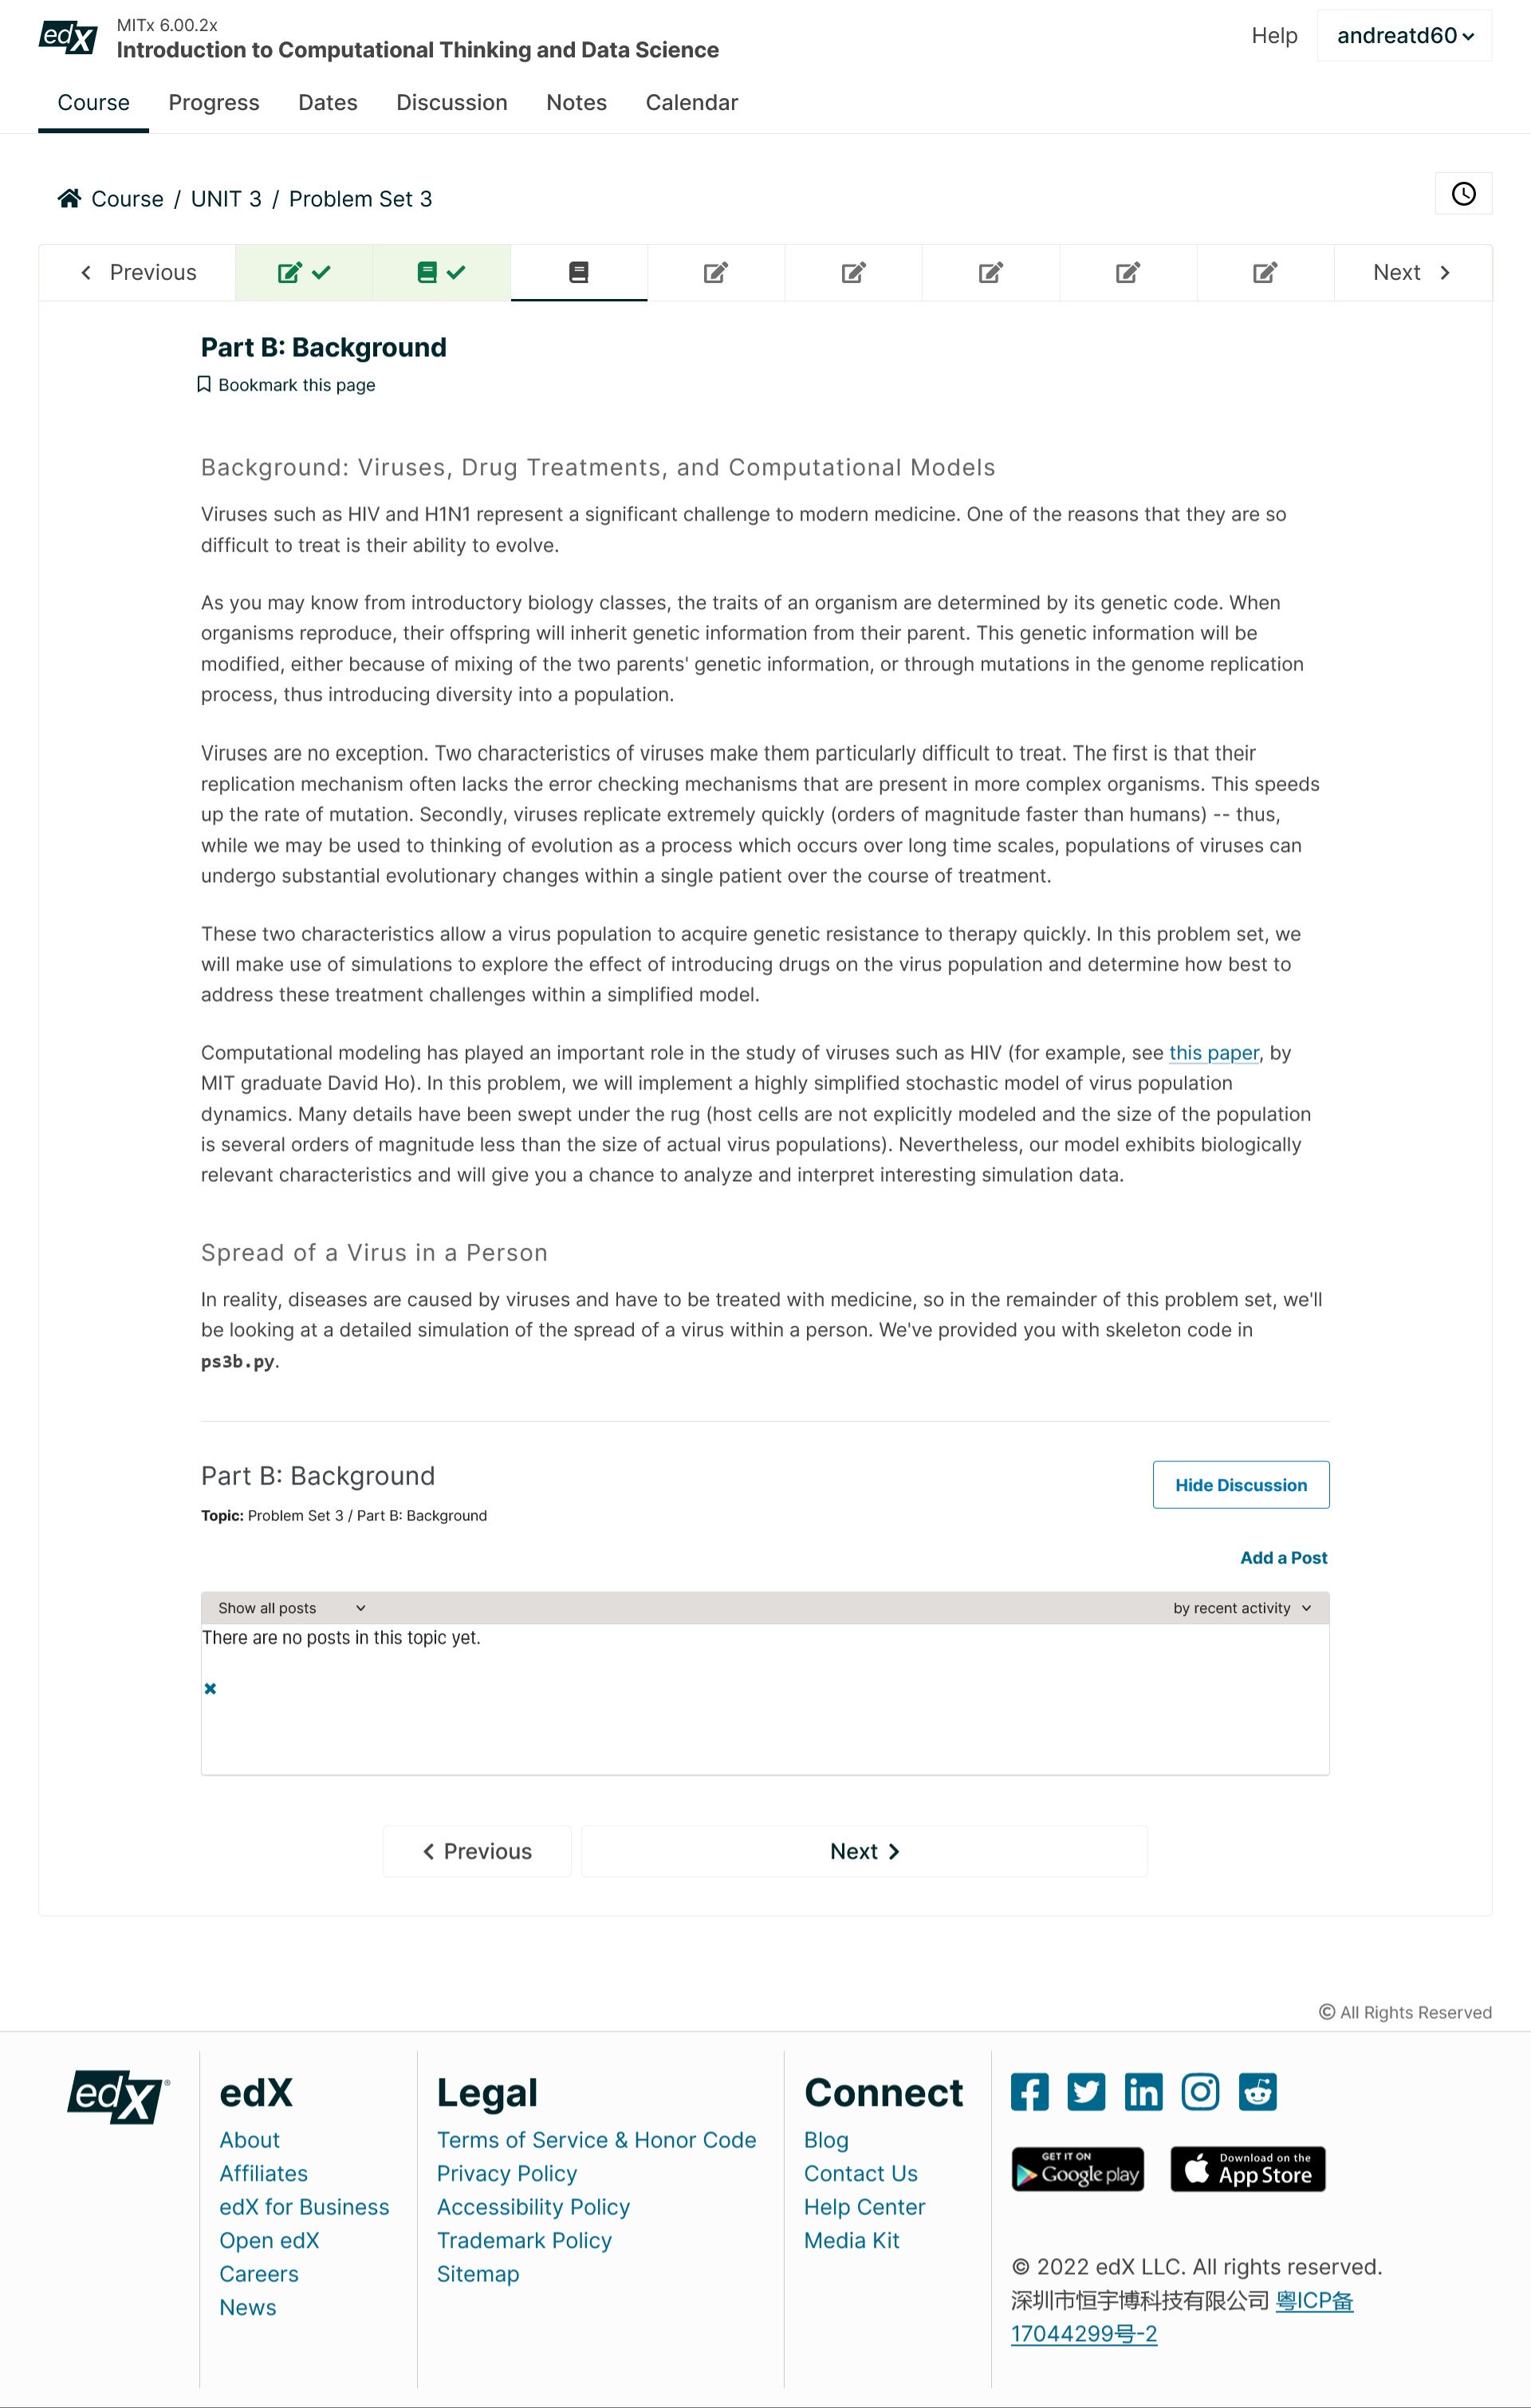 edX
MITx 6.00.2x
Introduction to Computational Thinking and Data Science
Help
andreatd60
Course
Progress
Dates
Discussion
Notes
Calendar
Course / UNIT 3 / Problem Set 3
Previous
Next
Part B: Background
Bookmark this page
Background: Viruses, Drug Treatments, and Computational Models
Viruses such as HIV and H1N1 represent a significant challenge to modern medicine. One of the reasons that they are so
difficult to treat is their ability to evolve.
As you may know from introductory biology classes, the traits of an organism are determined by its genetic code. When
organisms reproduce, their offspring will inherit genetic information from their parent. This genetic information will be
modified, either because of mixing of the two parents' genetic information, or through mutations in the genome replication
process, thus introducing diversity into a population.
Viruses are no exception. Two characteristics of viruses make them particularly difficult to treat. The first is that their
replication mechanism often lacks the error checking mechanisms that are present in more complex organisms. This speeds
up the rate of mutation. Secondly, viruses replicate extremely quickly (orders of magnitude faster than humans) -- thus,
while we may be used to thinking of evolution as a process which occurs over long time scales, populations of viruses can
undergo substantial evolutionary changes within a single patient over the course of treatment.
These two characteristics allow a virus population to acquire genetic resistance to therapy quickly. In this problem set, we
will make use of simulations to explore the effect of introducing drugs on the virus population and determine how best to
address these treatment challenges within a simplified model.
Computational modeling has played an important role in the study of viruses such as HIV (for example, see this paper, by
MIT graduate David Ho). In this problem, we will implement a highly simplified stochastic model of virus population
dynamics. Many details have been swept under the rug (host cells are not explicitly modeled and the size of the population
is several orders of magnitude less than the size of actual virus populations). Nevertheless, our model exhibits biologically
relevant characteristics and will give you a chance to analyze and interpret interesting simulation data.
Spread of a Virus in a Person
In reality, diseases are caused by viruses and have to be treated with medicine, so in the remainder of this problem set, we'll
be looking at a detailed simulation of the spread of a virus within a person. We've provided you with skeleton code in
ps3b.py.
Part B: Background
Hide Discussion
Topic: Problem Set 3 / Part B: Background
Add a Post
Show all posts
by recent activity
There are no posts in this topic yet.
Previous
Next
© All Rights Reserved
edX®
edX
About
Affiliates
edX for Business
Open edX
Careers
News
Legal
Terms of Service & Honor Code
Privacy Policy
Accessibility Policy
Trademark Policy
Sitemap
Connect
Blog
Contact Us
Help Center
Media Kit
GET IT ON
Google play
Download on the
App Store
© 2022 edX LLC. All rights reserved.
深圳市恒宇博科技有限公司 粤ICP备
17044299号-2